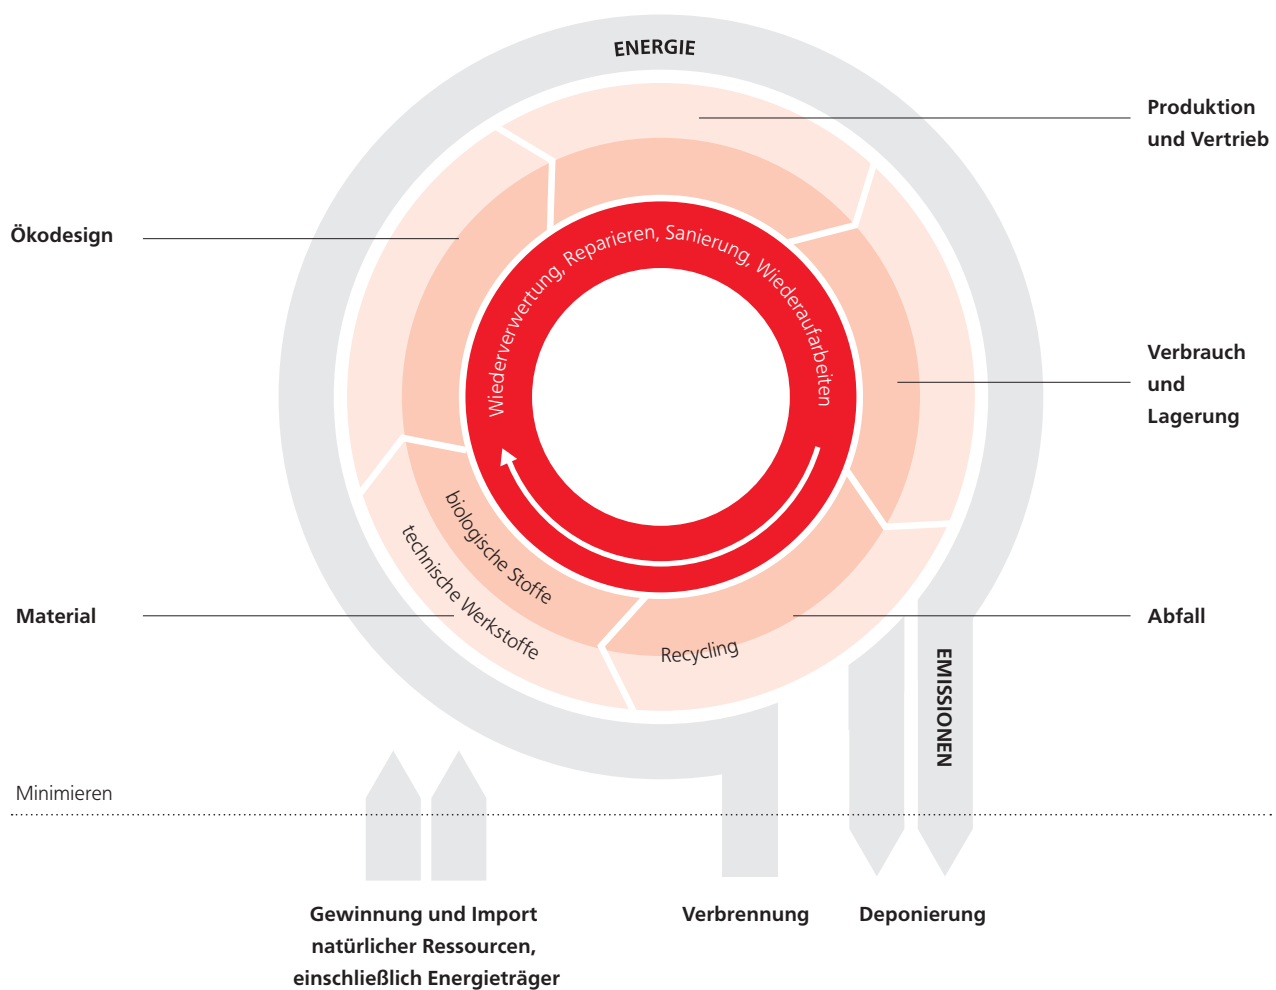 ENERGIE
Produktion
und Vertrieb
Ökodesign
Wiederverwertung, Reparieren, Sanierung, Wiederaufarbeiten
Verbrauch
und
Lagerung
biologische Stoffe
technische Werkstoffe
Material
Recycling
Abfall
EMISSIONEN
Minimieren
Gewinnung und Import
natürlicher Ressourcen,
einschließlich Energieträger
Verbrennung
Deponierung